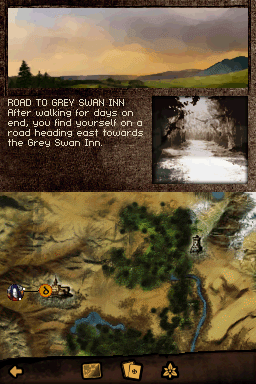 ROAD TO GREY SWAN INN
After walking for days on
end, you find yourself on a
road heading east towards
the Grey Swan Inn.